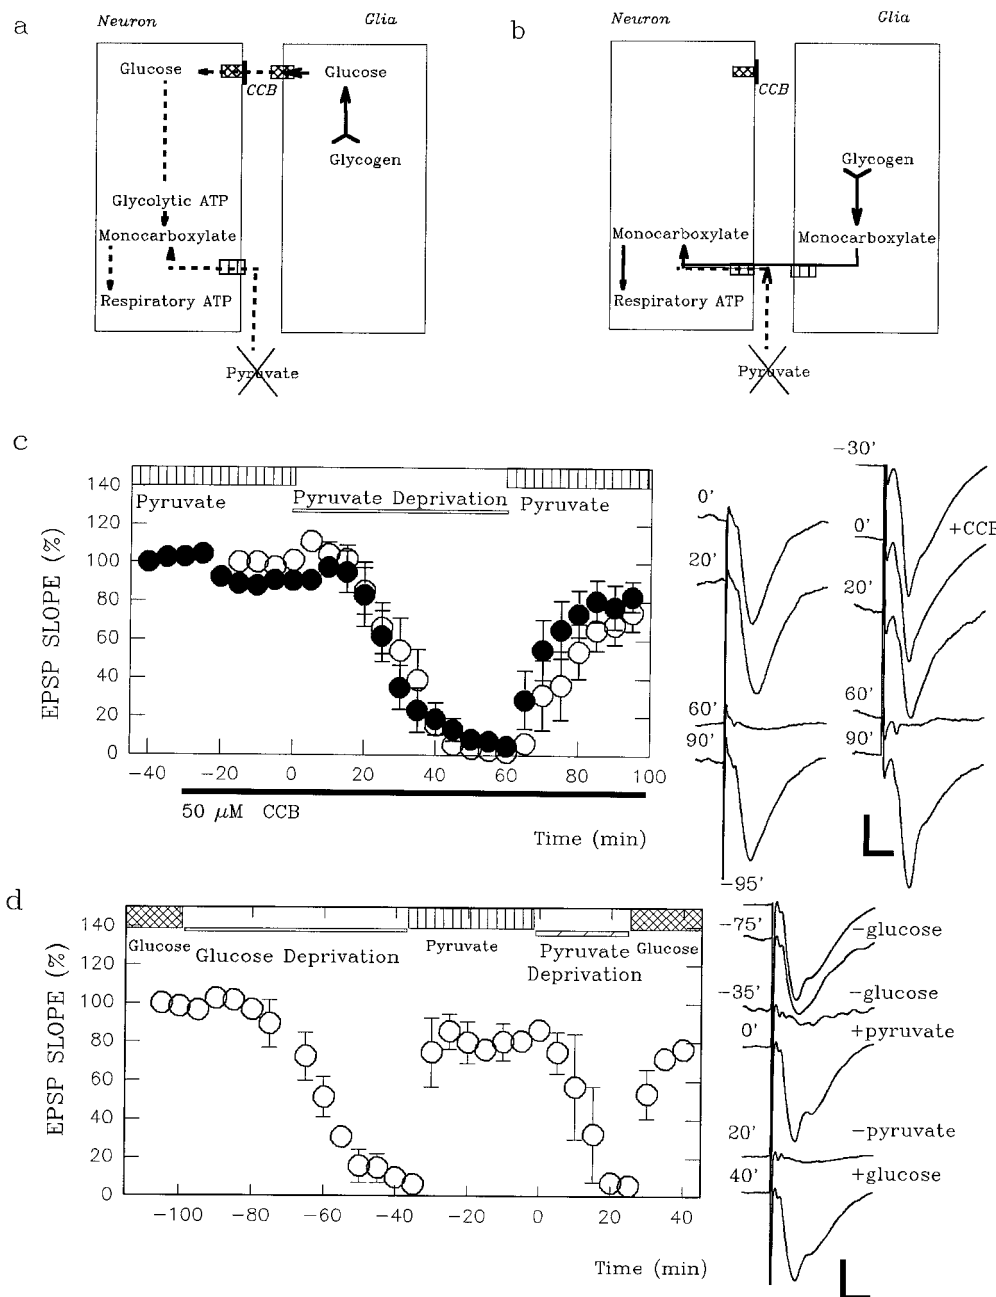 a
Neuron
Glia
Glucose
CCB
Glucose
Glycogen
Glycolytic ATP
Monocarboxylate
Respiratory ATP
Pyruvate
b
Neuron
Glia
CCB
Glycogen
Monocarboxylate
Monocarboxylate
Respiratory ATP
Pyruvate
c
EPSP SLOPE (%)
140
120
100
80
60
40
20
0
Pyruvate
Pyruvate Deprivation
Pyruvate
-40 -20 0 20 40 60 80 100
50 μM CCB
Time (min)
0'
20'
60'
90'
-30'
0'
+CCB
20'
60'
90'
d
EPSP SLOPE (%)
140
120
100
80
60
40
20
0
Glucose
Glucose Deprivation
Pyruvate
Pyruvate
Deprivation
Glucose
-100 -80 -60 -40 -20 0 20 40
Time (min)
-95'
-75'
-glucose
-35'
-glucose
0'
+pyruvate
20'
-pyruvate
40'
+glucose